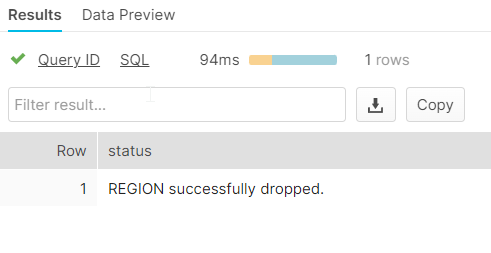 Results Data Preview
Query ID SQL 94ms 1 rows
Filter result... Copy
Row status
1 REGION successfully dropped.